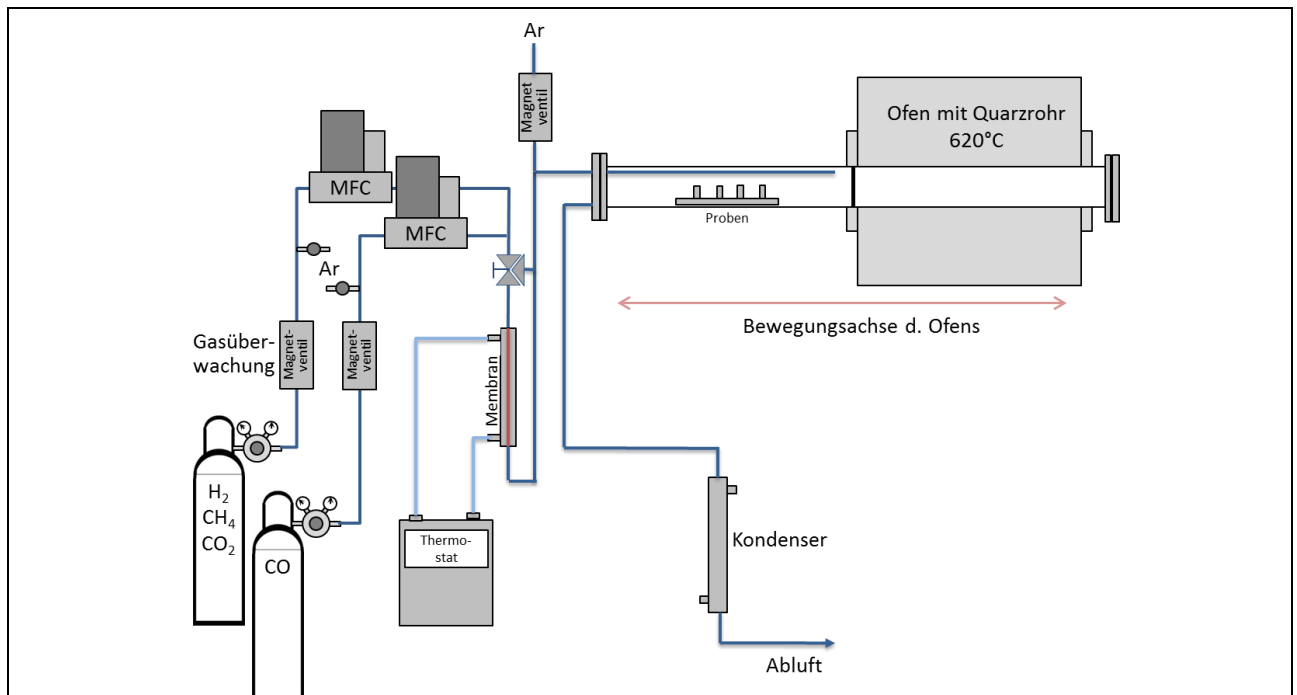 Ar
Magnet
ventil
Ofen mit Quarzrohr
620°C
MFC
MFC
Proben
Ar
Bewegungsachse d. Ofens
Gasüber-
wachung
Magnet-
ventil
Magnet-
ventil
Membran
H₂
CH₄
CO₂
CO
Thermo-
stat
Kondenser
Abluft